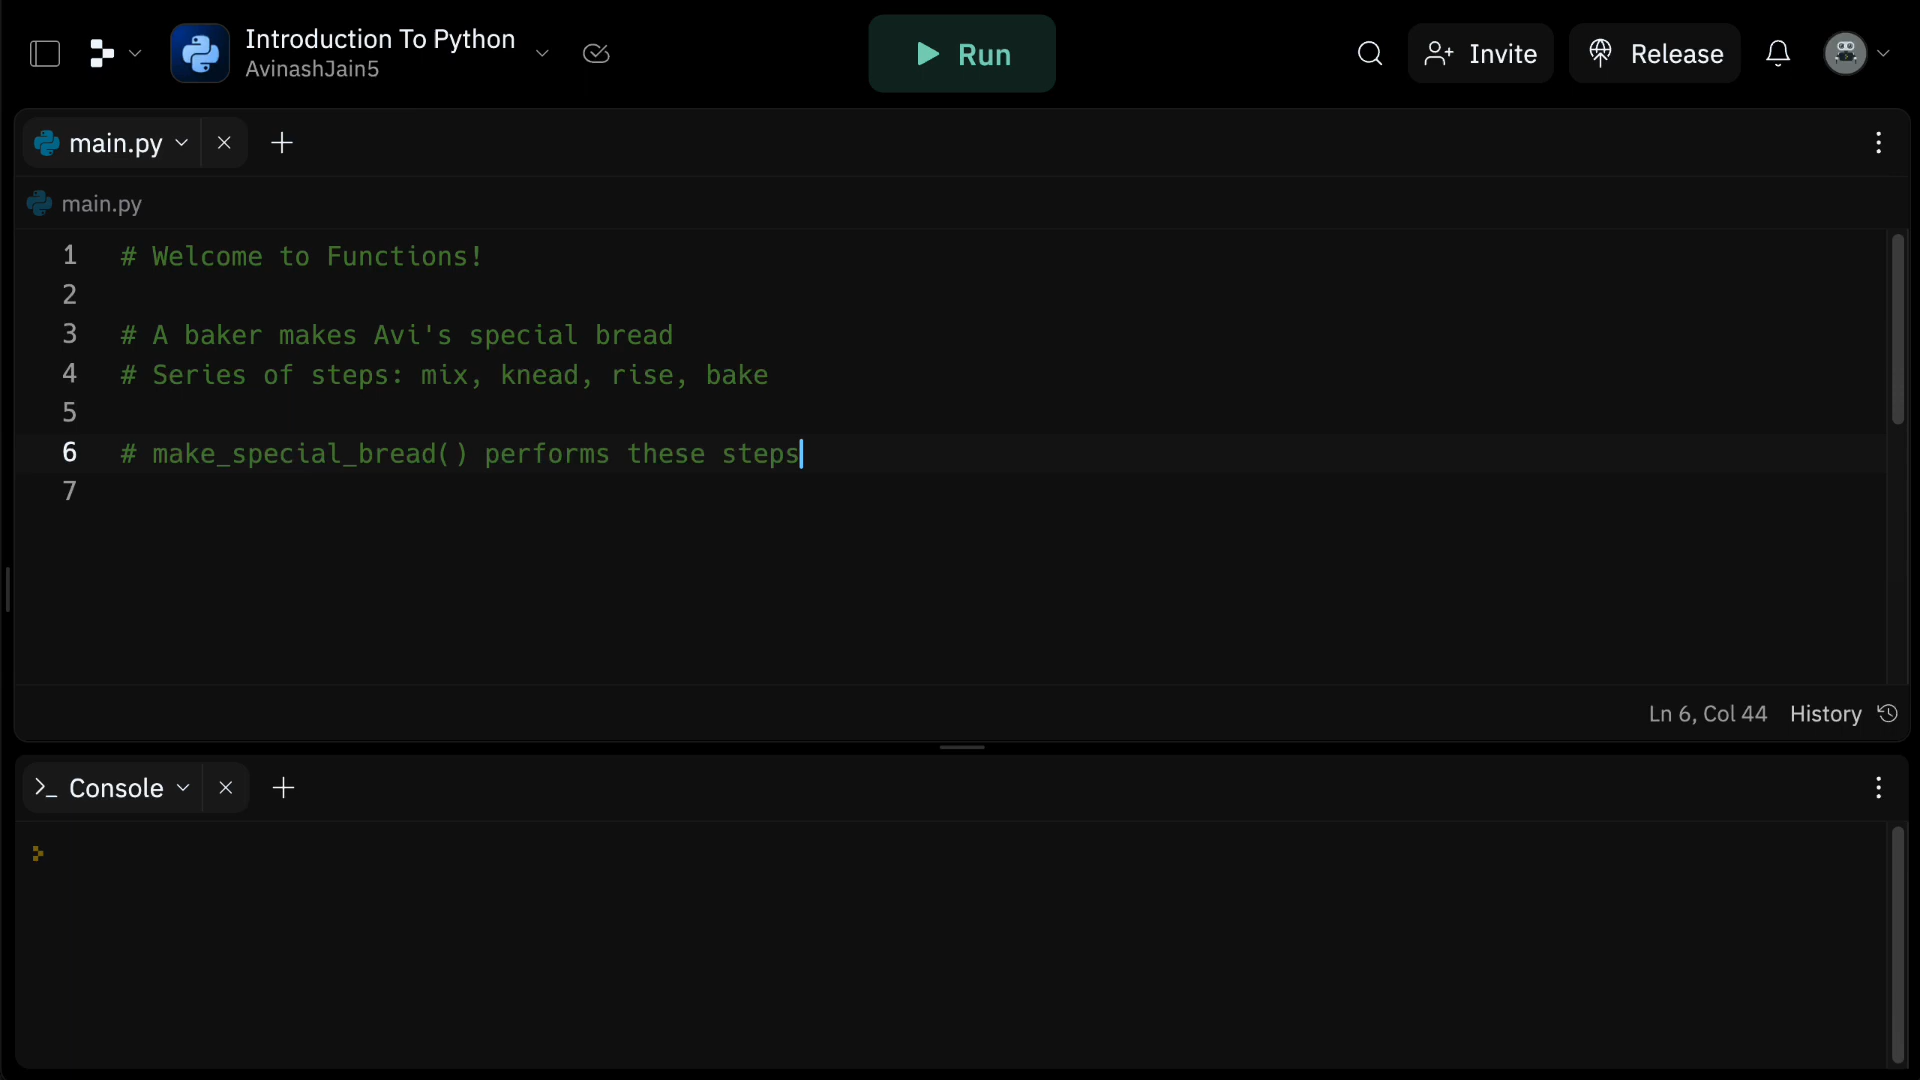 Introduction To Python
AvinashJain5
Run
Invite
Release
main.py
main.py
1 # Welcome to Functions!
2
3 # A baker makes Avi's special bread
4 # Series of steps: mix, knead, rise, bake
5
6 # make_special_bread() performs these steps
7
Ln 6, Col 44 History
Console